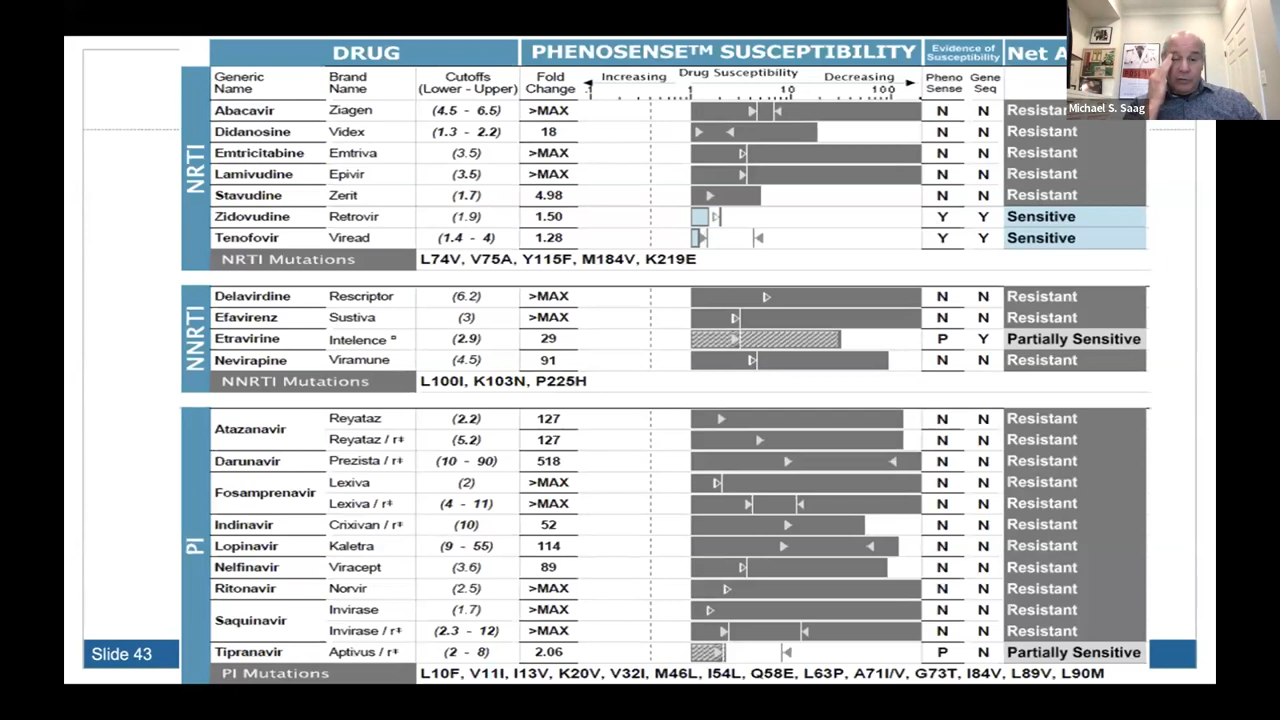 DRUG PHENOSENSE™ SUSCEPTIBILITY Evidence of Susceptibility Net A
Generic Name Brand Name Cutoffs (Lower - Upper) Fold Change Increasing Drug Susceptibility Decreasing Pheno Sense Gene Seq
.1 1 10 100
NRTI
Abacavir Ziagen (4.5 - 6.5) >MAX N N Resistant
Didanosine Videx (1.3 - 2.2) 18 N N Resistant
Emtricitabine Emtriva (3.5) >MAX N N Resistant
Lamivudine Epivir (3.5) >MAX N N Resistant
Stavudine Zerit (1.7) 4.98 N N Resistant
Zidovudine Retrovir (1.9) 1.50 Y Y Sensitive
Tenofovir Viread (1.4 - 4) 1.28 Y Y Sensitive
NRTI Mutations L74V, V75A, Y115F, M184V, K219E
NNRTI
Delavirdine Rescriptor (6.2) >MAX N N Resistant
Efavirenz Sustiva (3) >MAX N N Resistant
Etravirine Intelence (2.9) 29 P Y Partially Sensitive
Nevirapine Viramune (4.5) 91 N N Resistant
NNRTI Mutations L100I, K103N, P225H
PI
Atazanavir Reyataz (2.2) 127 N N Resistant
Reyataz / r‡ (5.2) 127 N N Resistant
Darunavir Prezista / r‡ (10 - 90) 518 N N Resistant
Fosamprenavir Lexiva (2) >MAX N N Resistant
Lexiva / r‡ (4 - 11) >MAX N N Resistant
Indinavir Crixivan / r‡ (10) 52 N N Resistant
Lopinavir Kaletra (9 - 55) 114 N N Resistant
Nelfinavir Viracept (3.6) 89 N N Resistant
Ritonavir Norvir (2.5) >MAX N N Resistant
Saquinavir Invirase (1.7) >MAX N N Resistant
Invirase / r‡ (2.3 - 12) >MAX N N Resistant
Tipranavir Aptivus / r‡ (2 - 8) 2.06 P N Partially Sensitive
PI Mutations L10F, V11I, I13V, K20V, V32I, M46L, I54L, Q58E, L63P, A71I/V, G73T, I84V, L89V, L90M
Slide 43
Michael S. Saag